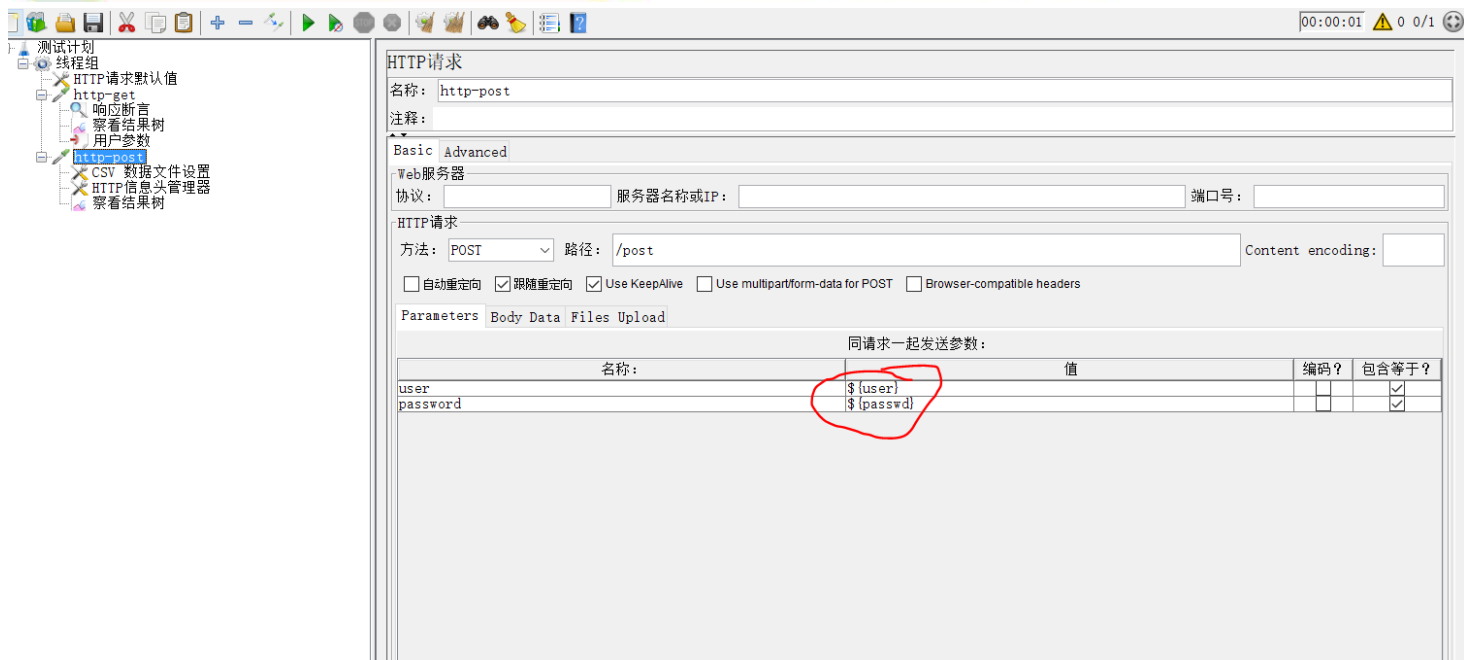 00:00:01 0 0/1
测试计划
线程组
HTTP请求默认值
http-get
响应断言
察看结果树
用户参数
http-post
CSV 数据文件设置
HTTP信息头管理器
察看结果树
HTTP请求
名称： http-post
注释：
Basic Advanced
Web服务器
协议： 服务器名称或IP： 端口号：
HTTP请求
方法： POST 路径： /post Content encoding:
自动重定向 跟随重定向 Use KeepAlive Use multipart/form-data for POST Browser-compatible headers
Parameters Body Data Files Upload
同请求一起发送参数：
名称： 值 编码？ 包含等于？
user ${user}
password ${passwd}